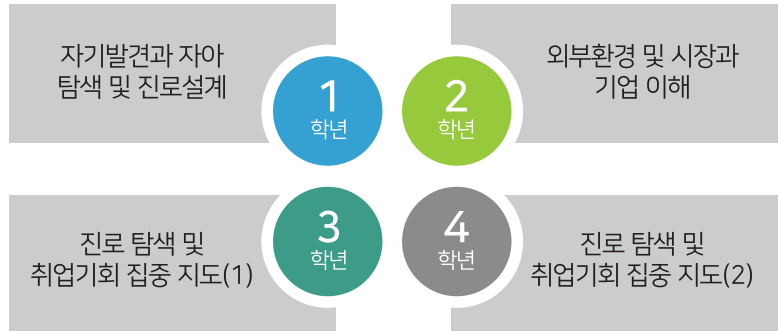 자기발견과 자아
탐색 및 진로설계
1
학년
2
학년
외부환경 및 시장과
기업 이해
진로 탐색 및
취업기회 집중 지도(1)
3
학년
4
학년
진로 탐색 및
취업기회 집중 지도(2)